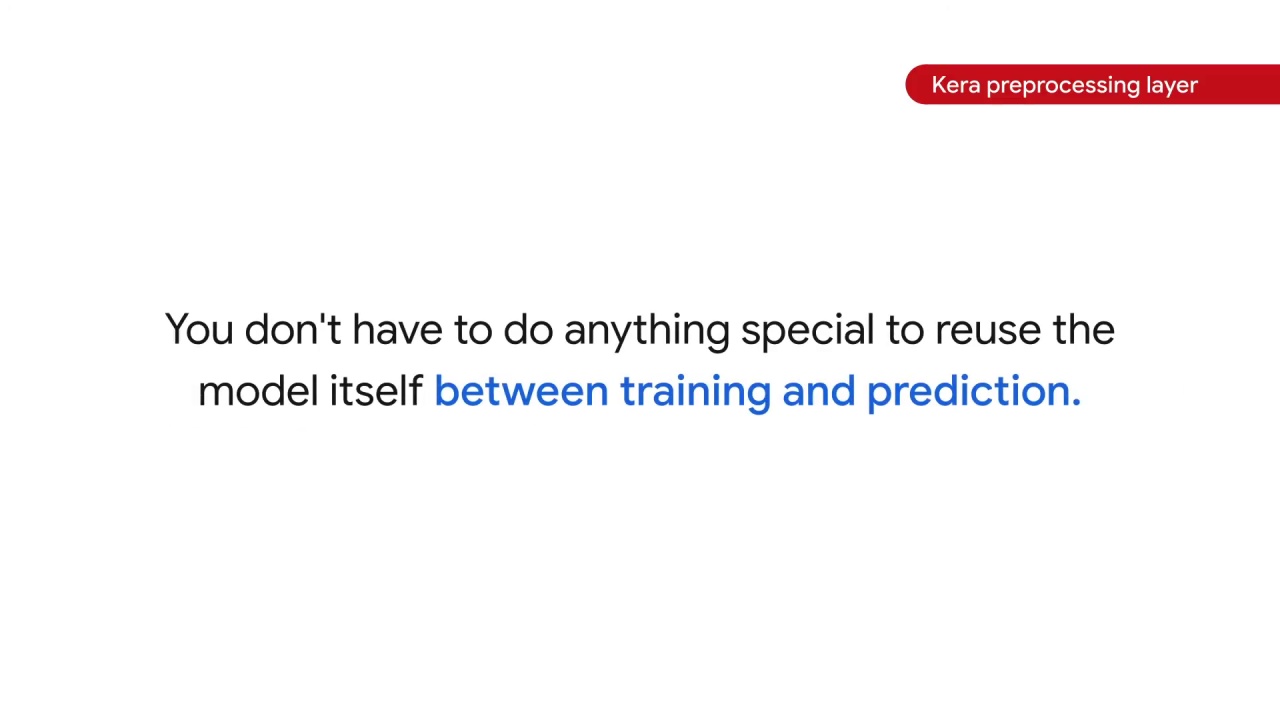 Kera preprocessing layer
You don't have to do anything special to reuse the
model itself between training and prediction.